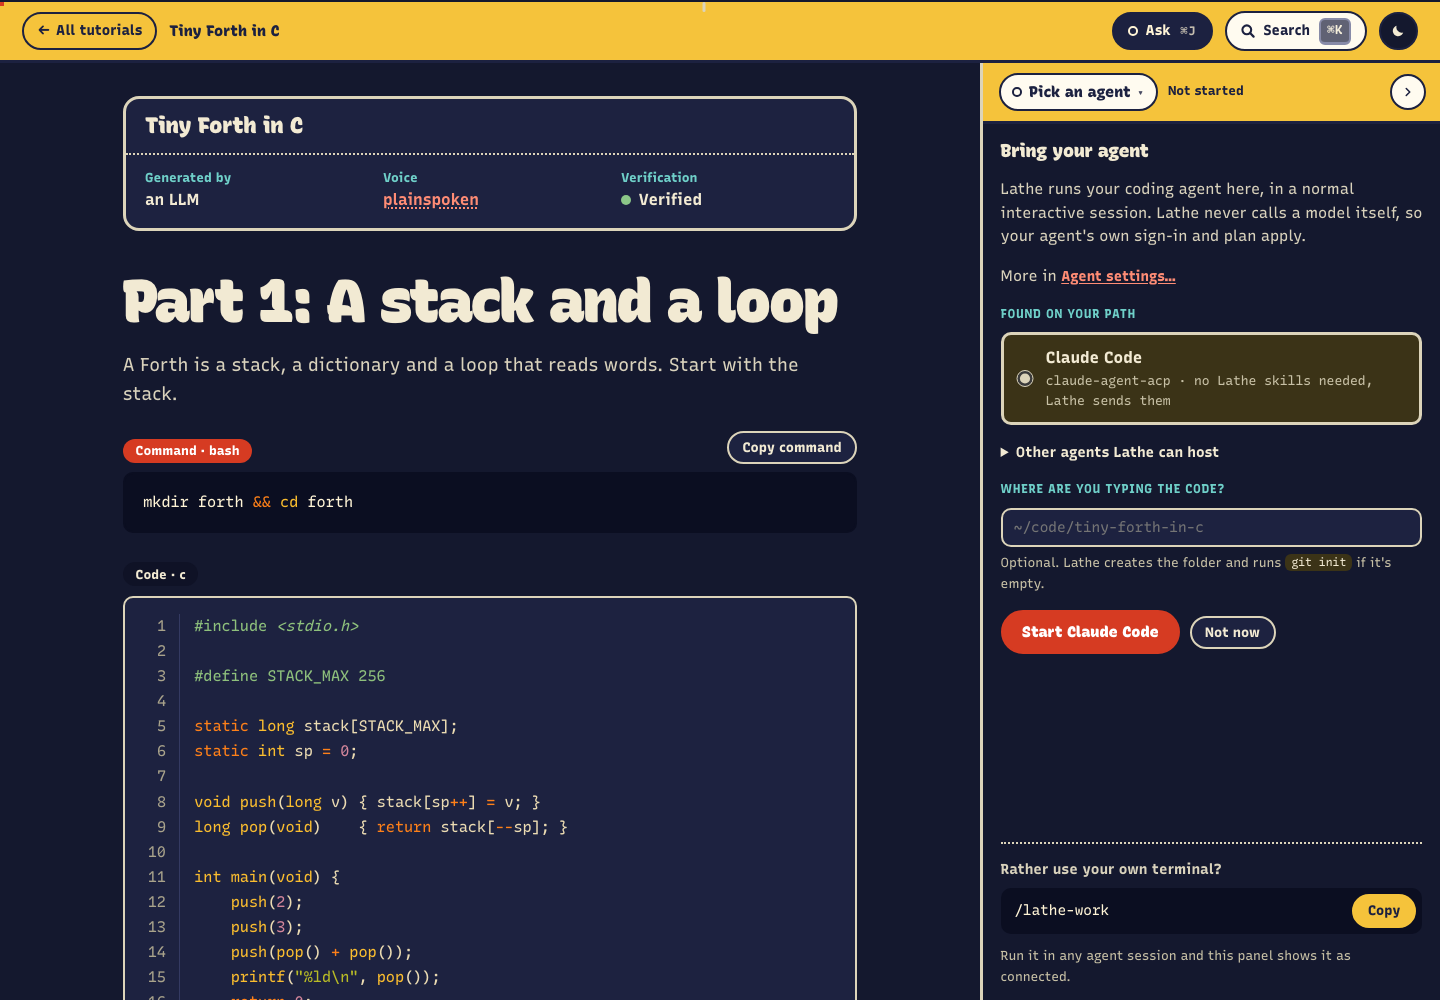 ← All tutorials
Tiny Forth in C
Ask ⌘J
Search ⌘K
Tiny Forth in C
Generated by
an LLM
Voice
plainspoken
Verification
Verified
Part 1: A stack and a loop
A Forth is a stack, a dictionary and a loop that reads words. Start with the
stack.
Command · bash
Copy command
mkdir forth && cd forth
Code · c
1 #include <stdio.h>
2
3 #define STACK_MAX 256
4
5 static long stack[STACK_MAX];
6 static int sp = 0;
7
8 void push(long v) { stack[sp++] = v; }
9 long pop(void)    { return stack[--sp]; }
10
11 int main(void) {
12     push(2);
13     push(3);
14     push(pop() + pop());
15     printf("%ld\n", pop());
16     return 0;
Pick an agent ▾
Not started
Bring your agent
Lathe runs your coding agent here, in a normal
interactive session. Lathe never calls a model itself, so
your agent's own sign-in and plan apply.
More in Agent settings…
FOUND ON YOUR PATH
Claude Code
claude-agent-acp · no Lathe skills needed,
Lathe sends them
▶ Other agents Lathe can host
WHERE ARE YOU TYPING THE CODE?
~/code/tiny-forth-in-c
Optional. Lathe creates the folder and runs git init if it's
empty.
Start Claude Code
Not now
Rather use your own terminal?
/lathe-work
Copy
Run it in any agent session and this panel shows it as
connected.